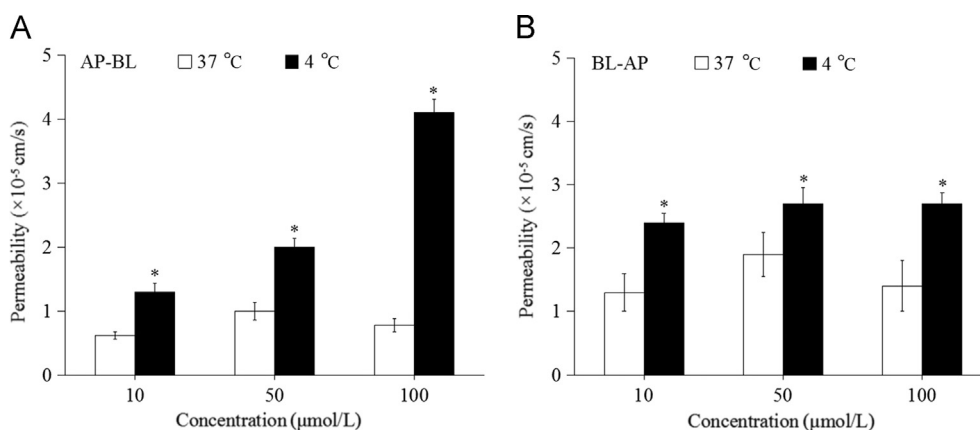 A
AP-BL 37 °C 4 °C
Permeability (×10⁻⁵ cm/s)
5
4
3
2
1
0
* * *
10 50 100
Concentration (μmol/L)
B
BL-AP 37 °C 4 °C
Permeability (×10⁻⁵ cm/s)
5
4
3
2
1
0
* * *
10 50 100
Concentration (μmol/L)